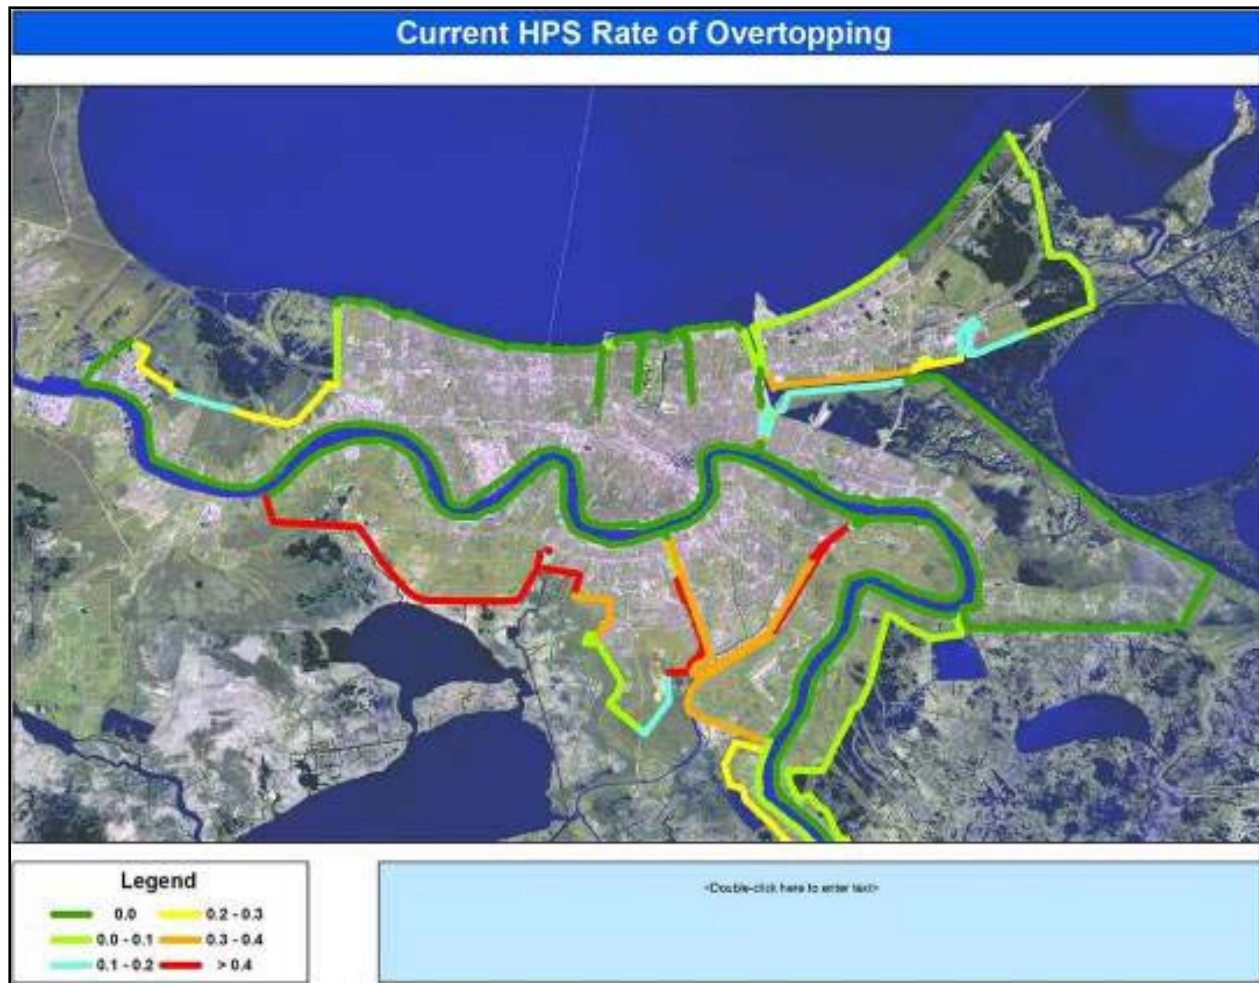 Current HPS Rate of Overtopping
Legend
0.0
0.2 - 0.3
0.0 - 0.1
0.3 - 0.4
0.1 - 0.2
> 0.4
<Double-click here to enter text>